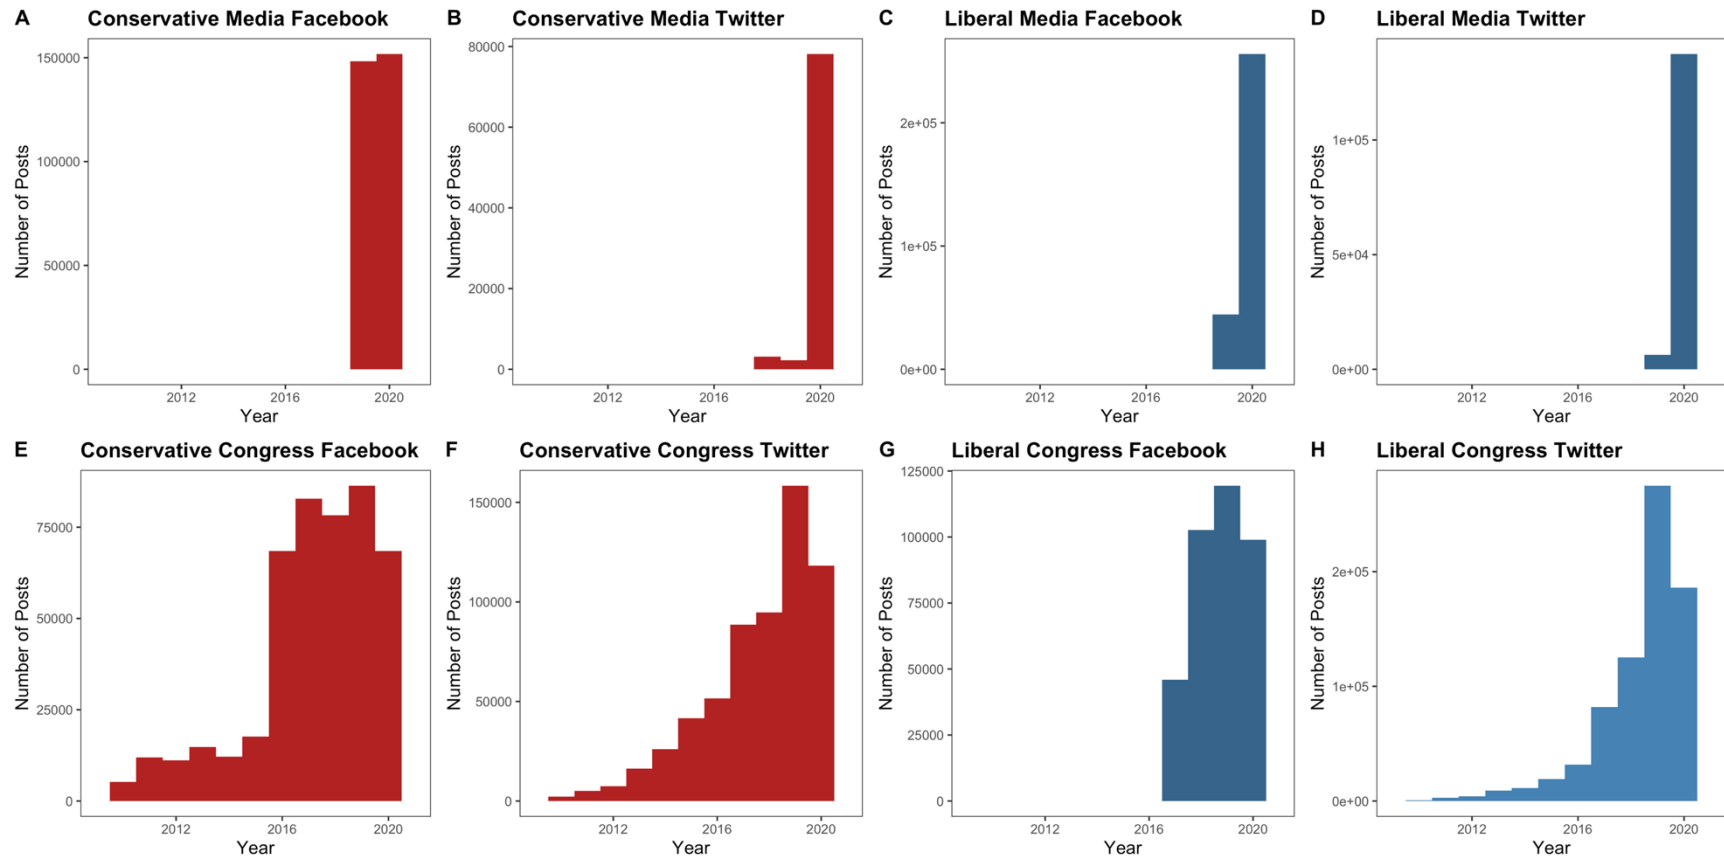 A Conservative Media Facebook
Number of Posts
150000
100000
50000
0
2012 2016 2020
Year
B Conservative Media Twitter
Number of Posts
80000
60000
40000
20000
0
2012 2016 2020
Year
C Liberal Media Facebook
Number of Posts
2e+05
1e+05
0e+00
2012 2016 2020
Year
D Liberal Media Twitter
Number of Posts
1e+05
5e+04
0e+00
2012 2016 2020
Year
E Conservative Congress Facebook
Number of Posts
75000
50000
25000
0
2012 2016 2020
Year
F Conservative Congress Twitter
Number of Posts
150000
100000
50000
0
2012 2016 2020
Year
G Liberal Congress Facebook
Number of Posts
125000
100000
75000
50000
25000
0
2012 2016 2020
Year
H Liberal Congress Twitter
Number of Posts
2e+05
1e+05
0e+00
2012 2016 2020
Year